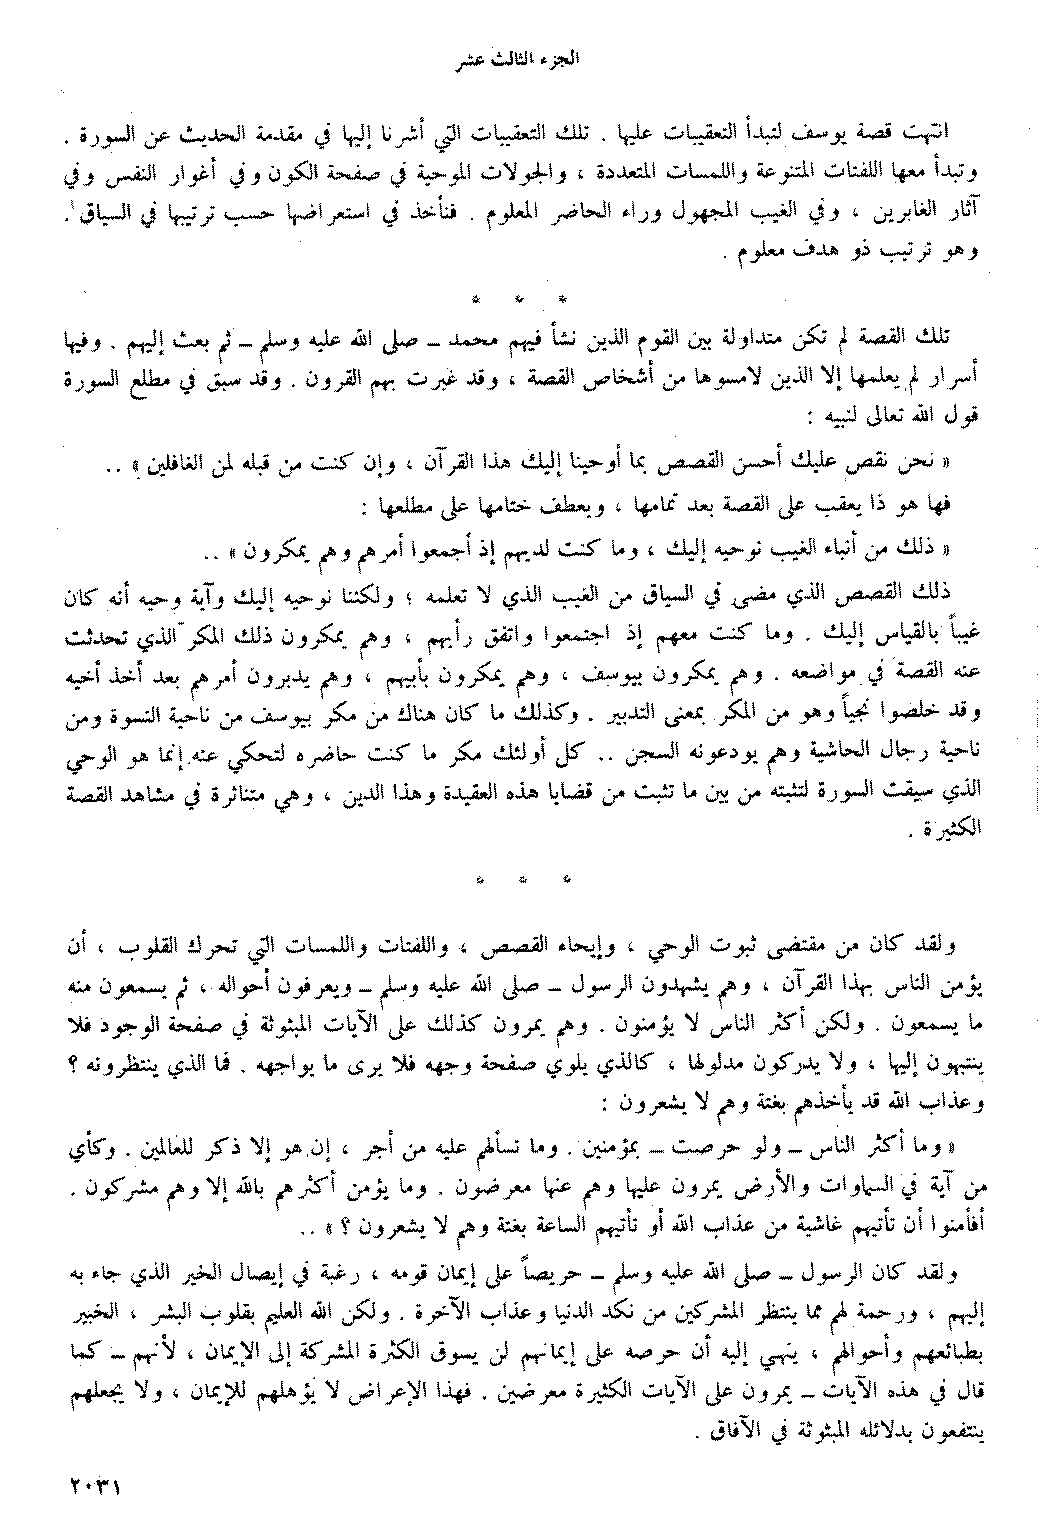 الجزء الثالث عشر
انتهت قصة يوسف لتبدأ التعقيبات عليها . تلك التعقيبات التي أشرنا إليها في مقدمة الحديث عن السورة .
وتبدأ معها اللفتات المتنوعة واللمسات المتعددة ، والجولات الموحية في صفحة الكون وفي أغوار النفس وفي
آثار الغابرين ، وفي الغيب المجهول وراء الحاضر المعلوم . فنأخذ في استعراضها حسب ترتيبها في السياق .
وهو ترتيب ذو هدف معلوم .
* * *
تلك القصة لم تكن متداولة بين القوم الذين نشأ فيهم محمد – صلى الله عليه وسلم – ثم بعث إليهم . وفيها
أسرار لم يعلمها إلا الذين لامسوها من أشخاص القصة ، وقد غبرت بهم القرون . وقد سبق في مطلع السورة
قول الله تعالى لنبيه :
« نحن نقص عليك أحسن القصص بما أوحينا إليك هذا القرآن ، وإن كنت من قبله لمن الغافلين » ..
فها هو ذا يعقب على القصة بعد تمامها ، ويعطف ختامها على مطلعها :
« ذلك من أنباء الغيب نوحيه إليك ، وما كنت لديهم إذ أجمعوا أمرهم وهم يمكرون » ..
ذلك القصص الذي مضى في السياق من الغيب الذي لا تعلمه ؛ ولكننا نوحيه إليك وآية وحيه أنه كان
غيباً بالقياس إليك . وما كنت معهم إذ اجتمعوا واتفق رأيهم ، وهم يمكرون ذلك المكر الذي تحدثت
عنه القصة في مواضعه . وهم يمكرون بيوسف ، وهم يمكرون بأبيهم ، وهم يدبرون أمرهم بعد أخذ أخيه
وقد خلصوا نجياً وهو من المكر بمعنى التدبير . وكذلك ما كان هناك من مكر بيوسف من ناحية النسوة ومن
ناحية رجال الحاشية وهم يودعونه السجن .. كل أولئك مكر ما كنت حاضره لتحكي عنه إنما هو الوحي
الذي سيقت السورة لتثبته من بين ما تثبت من قضايا هذه العقيدة وهذا الدين ، وهي متناثرة في مشاهد القصة
الكثيرة .
* * *
ولقد كان من مقتضى ثبوت الوحي ، وإيحاء القصص ، واللفتات واللمسات التي تحرك القلوب ، أن
يؤمن الناس بهذا القرآن ، وهم يشهدون الرسول – صلى الله عليه وسلم – ويعرفون أحواله ، ثم يسمعون منه
ما يسمعون . ولكن أكثر الناس لا يؤمنون . وهم يمرون كذلك على الآيات المبثوثة في صفحة الوجود فلا
ينتبهون إليها ، ولا يدركون مدلولها ، كالذي يلوي صفحة وجهه فلا يرى ما يواجهه . فما الذي ينتظرونه ؟
وعذاب الله قد يأخذهم بغتة وهم لا يشعرون :
« وما أكثر الناس – ولو حرصت – بمؤمنين . وما تسألهم عليه من أجر ، إن هو إلا ذكر للعالمين . وكأي
من آية في السماوات والأرض يمرون عليها وهم عنها معرضون . وما يؤمن أكثرهم بالله إلا وهم مشركون .
أفأمنوا أن تأتيهم غاشية من عذاب الله أو تأتيهم الساعة بغتة وهم لا يشعرون ؟ » ..
ولقد كان الرسول – صلى الله عليه وسلم – حريصاً على إيمان قومه ، رغبة في إيصال الخير الذي جاء به
إليهم ، ورحمة لهم مما ينتظر المشركين من نكد الدنيا وعذاب الآخرة . ولكن الله العليم بقلوب البشر ، الخبير
بطبائعهم وأحوالهم ، ينهي إليه أن حرصه على إيمانهم لن يسوق الكثرة المشركة إلى الإيمان ، لأنهم – كما
قال في هذه الآيات – يمرون على الآيات الكثيرة معرضين . فهذا الإعراض لا يؤهلهم للإيمان ، ولا يجعلهم
ينتفعون بدلائله المبثوثة في الآفاق .
٢٠٣١